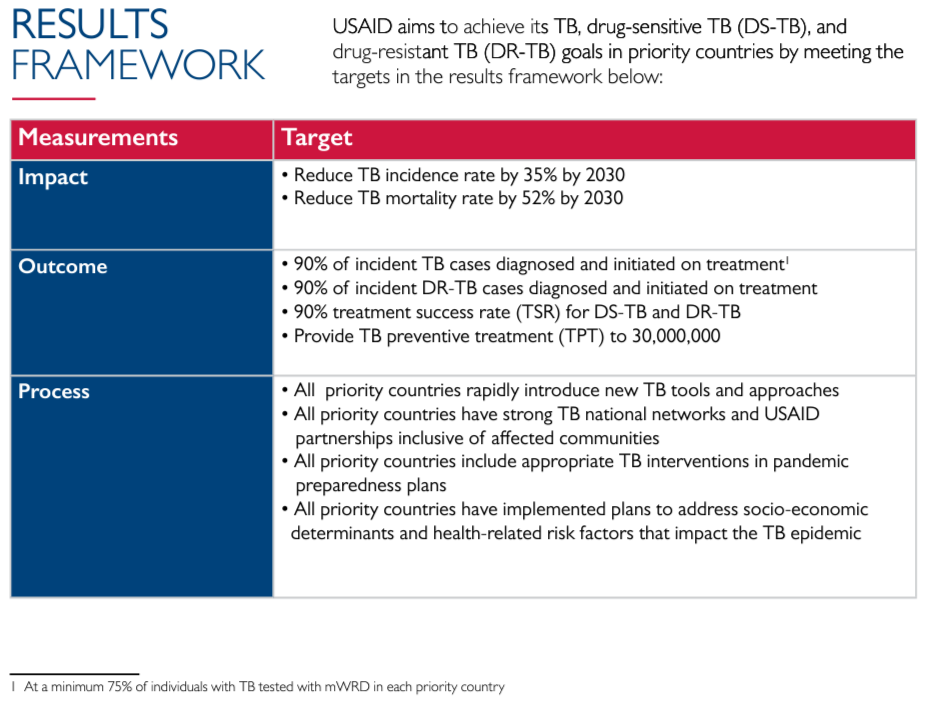 RESULTS
FRAMEWORK
USAID aims to achieve its TB, drug-sensitive TB (DS-TB), and
drug-resistant TB (DR-TB) goals in priority countries by meeting the
targets in the results framework below:
Measurements
Target
Impact
• Reduce TB incidence rate by 35% by 2030
• Reduce TB mortality rate by 52% by 2030
Outcome
• 90% of incident TB cases diagnosed and initiated on treatment¹
• 90% of incident DR-TB cases diagnosed and initiated on treatment
• 90% treatment success rate (TSR) for DS-TB and DR-TB
• Provide TB preventive treatment (TPT) to 30,000,000
Process
• All priority countries rapidly introduce new TB tools and approaches
• All priority countries have strong TB national networks and USAID
partnerships inclusive of affected communities
• All priority countries include appropriate TB interventions in pandemic
preparedness plans
• All priority countries have implemented plans to address socio-economic
determinants and health-related risk factors that impact the TB epidemic
1 At a minimum 75% of individuals with TB tested with mWRD in each priority country